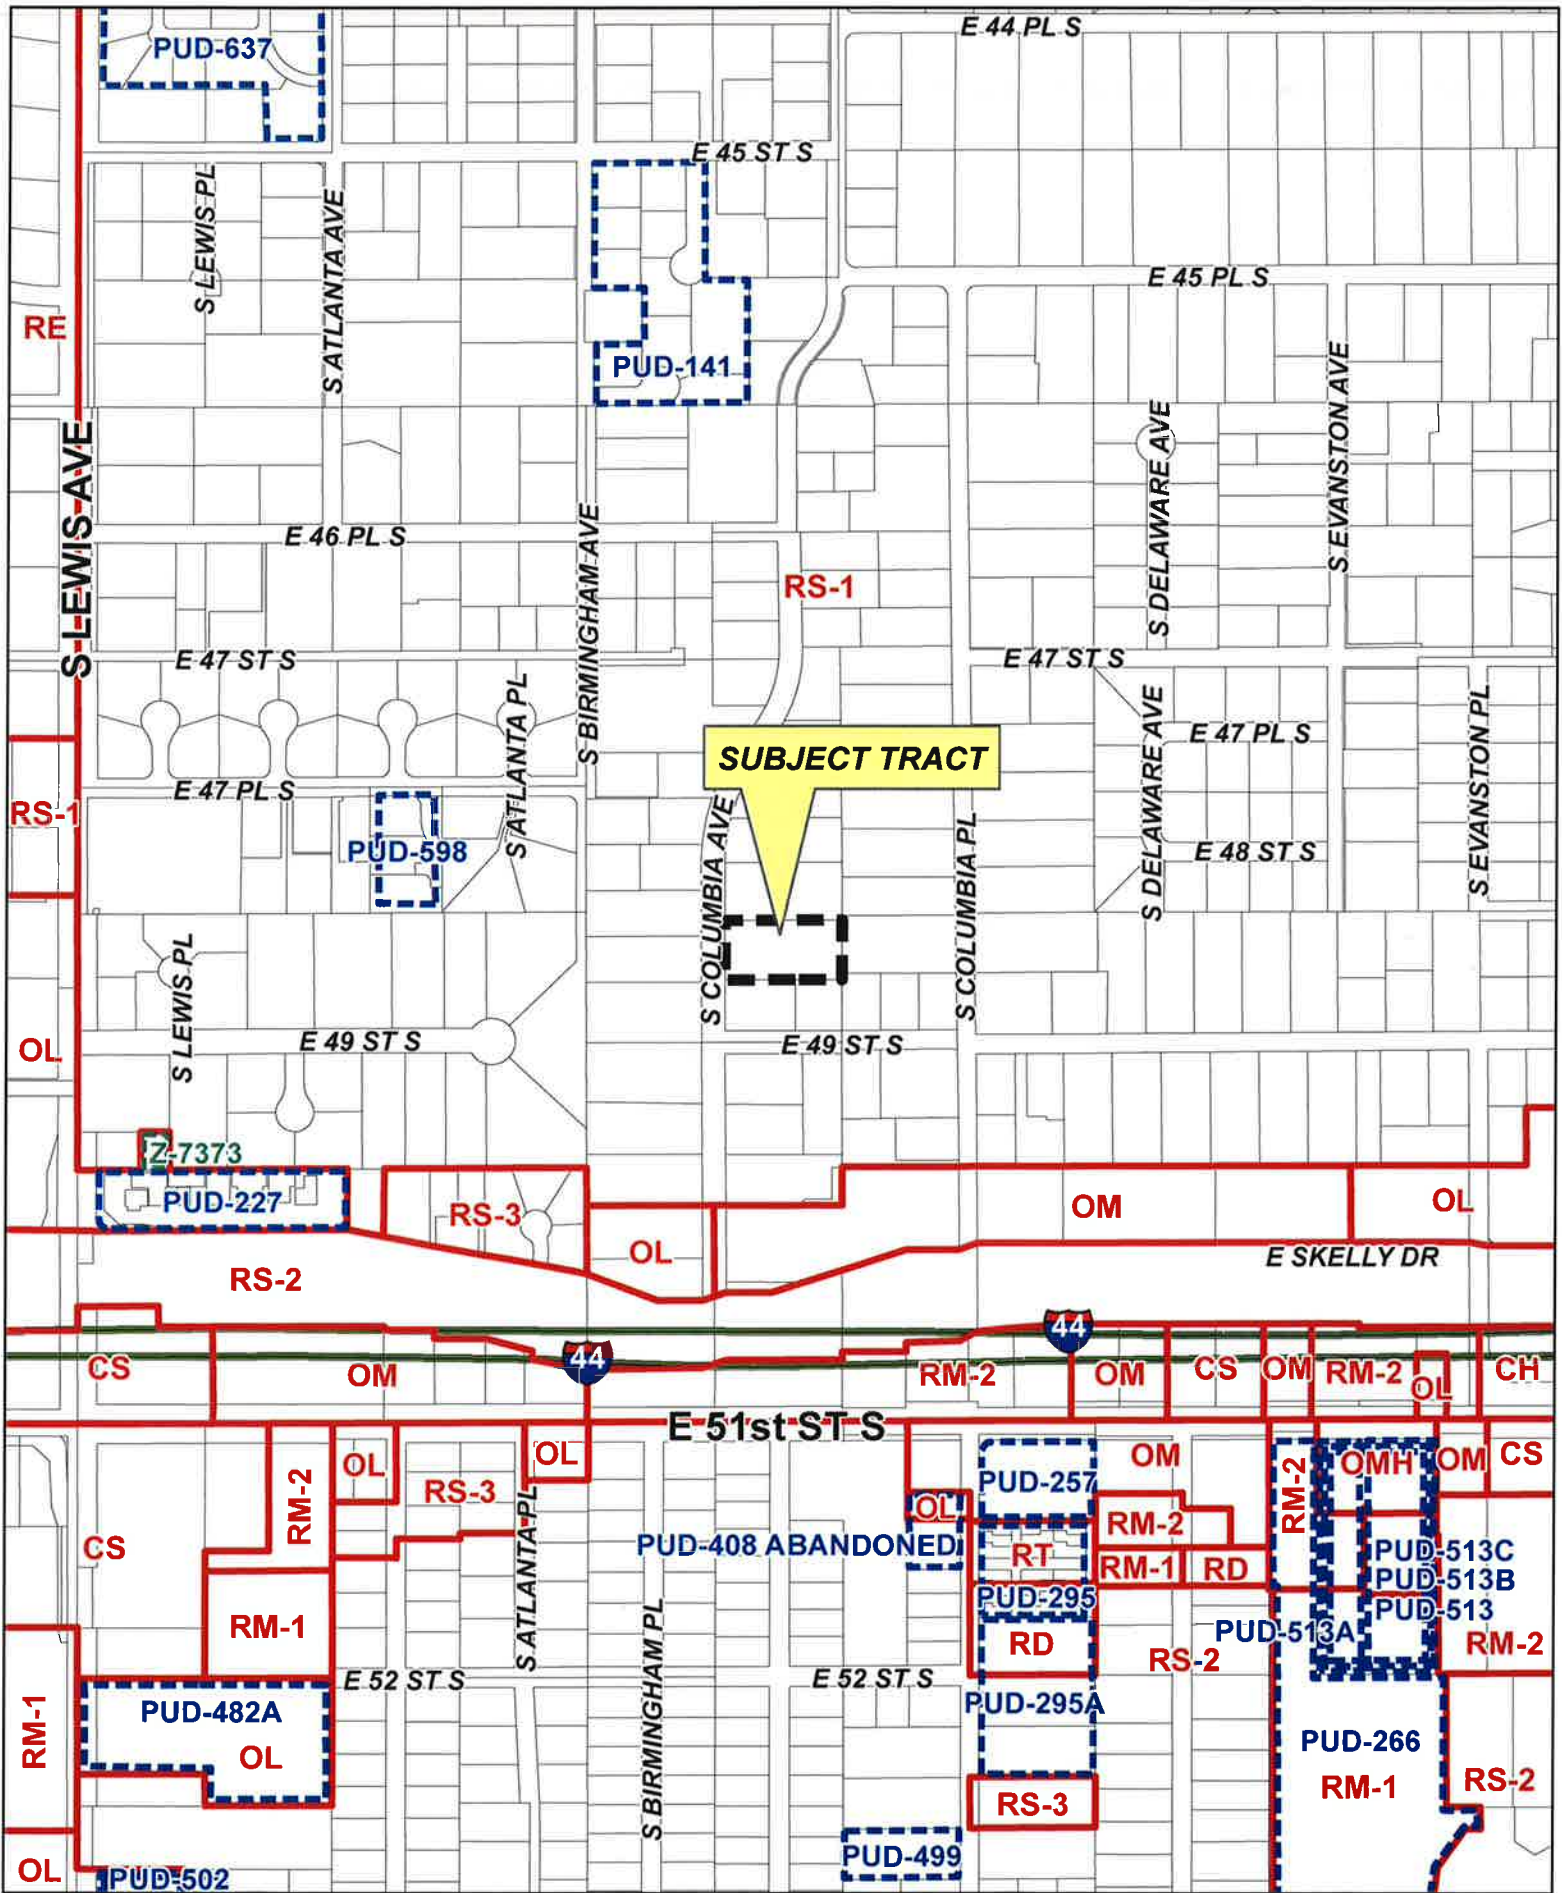 E 44 PL S
PUD-637
E 45 ST S
S LEWIS PL
S ATLANTA AVE
E 45 PL S
RE
PUD-141
S LEWIS AVE
S DELAWARE AVE
S EVANSTON AVE
E 46 PL S
S BIRMINGHAM AVE
RS-1
E 47 ST S
E 47 ST S
S ATLANTA PL
S DELAWARE AVE
E 47 PL S
S EVANSTON PL
SUBJECT TRACT
E 47 PL S
RS-1
S COLUMBIA AVE
S COLUMBIA PL
PUD-598
E 48 ST S
S LEWIS PL
OL
E 49 ST S
E 49 ST S
Z-7373
PUD-227
RS-3
OM
OL
OL
E SKELLY DR
RS-2
44
44
CS
OM
RM-2
OM
CS
OM
RM-2
OL
CH
E 51st ST S
OL
RS-3
OL
RM-2
CS
S ATLANTA PL
PUD-257
OM
RM-2
OMH
OM
CS
OL
RM-2
PUD-408 ABANDONED
RT
RM-1
RD
PUD-513C
PUD-513B
PUD-513
PUD-295
RM-1
S BIRMINGHAM PL
RD
PUD-513A
RS-2
RM-2
E 52 ST S
E 52 ST S
RM-1
PUD-482A
OL
PUD-295A
PUD-266
RM-1
RS-2
RS-3
PUD-499
OL
PUD-502